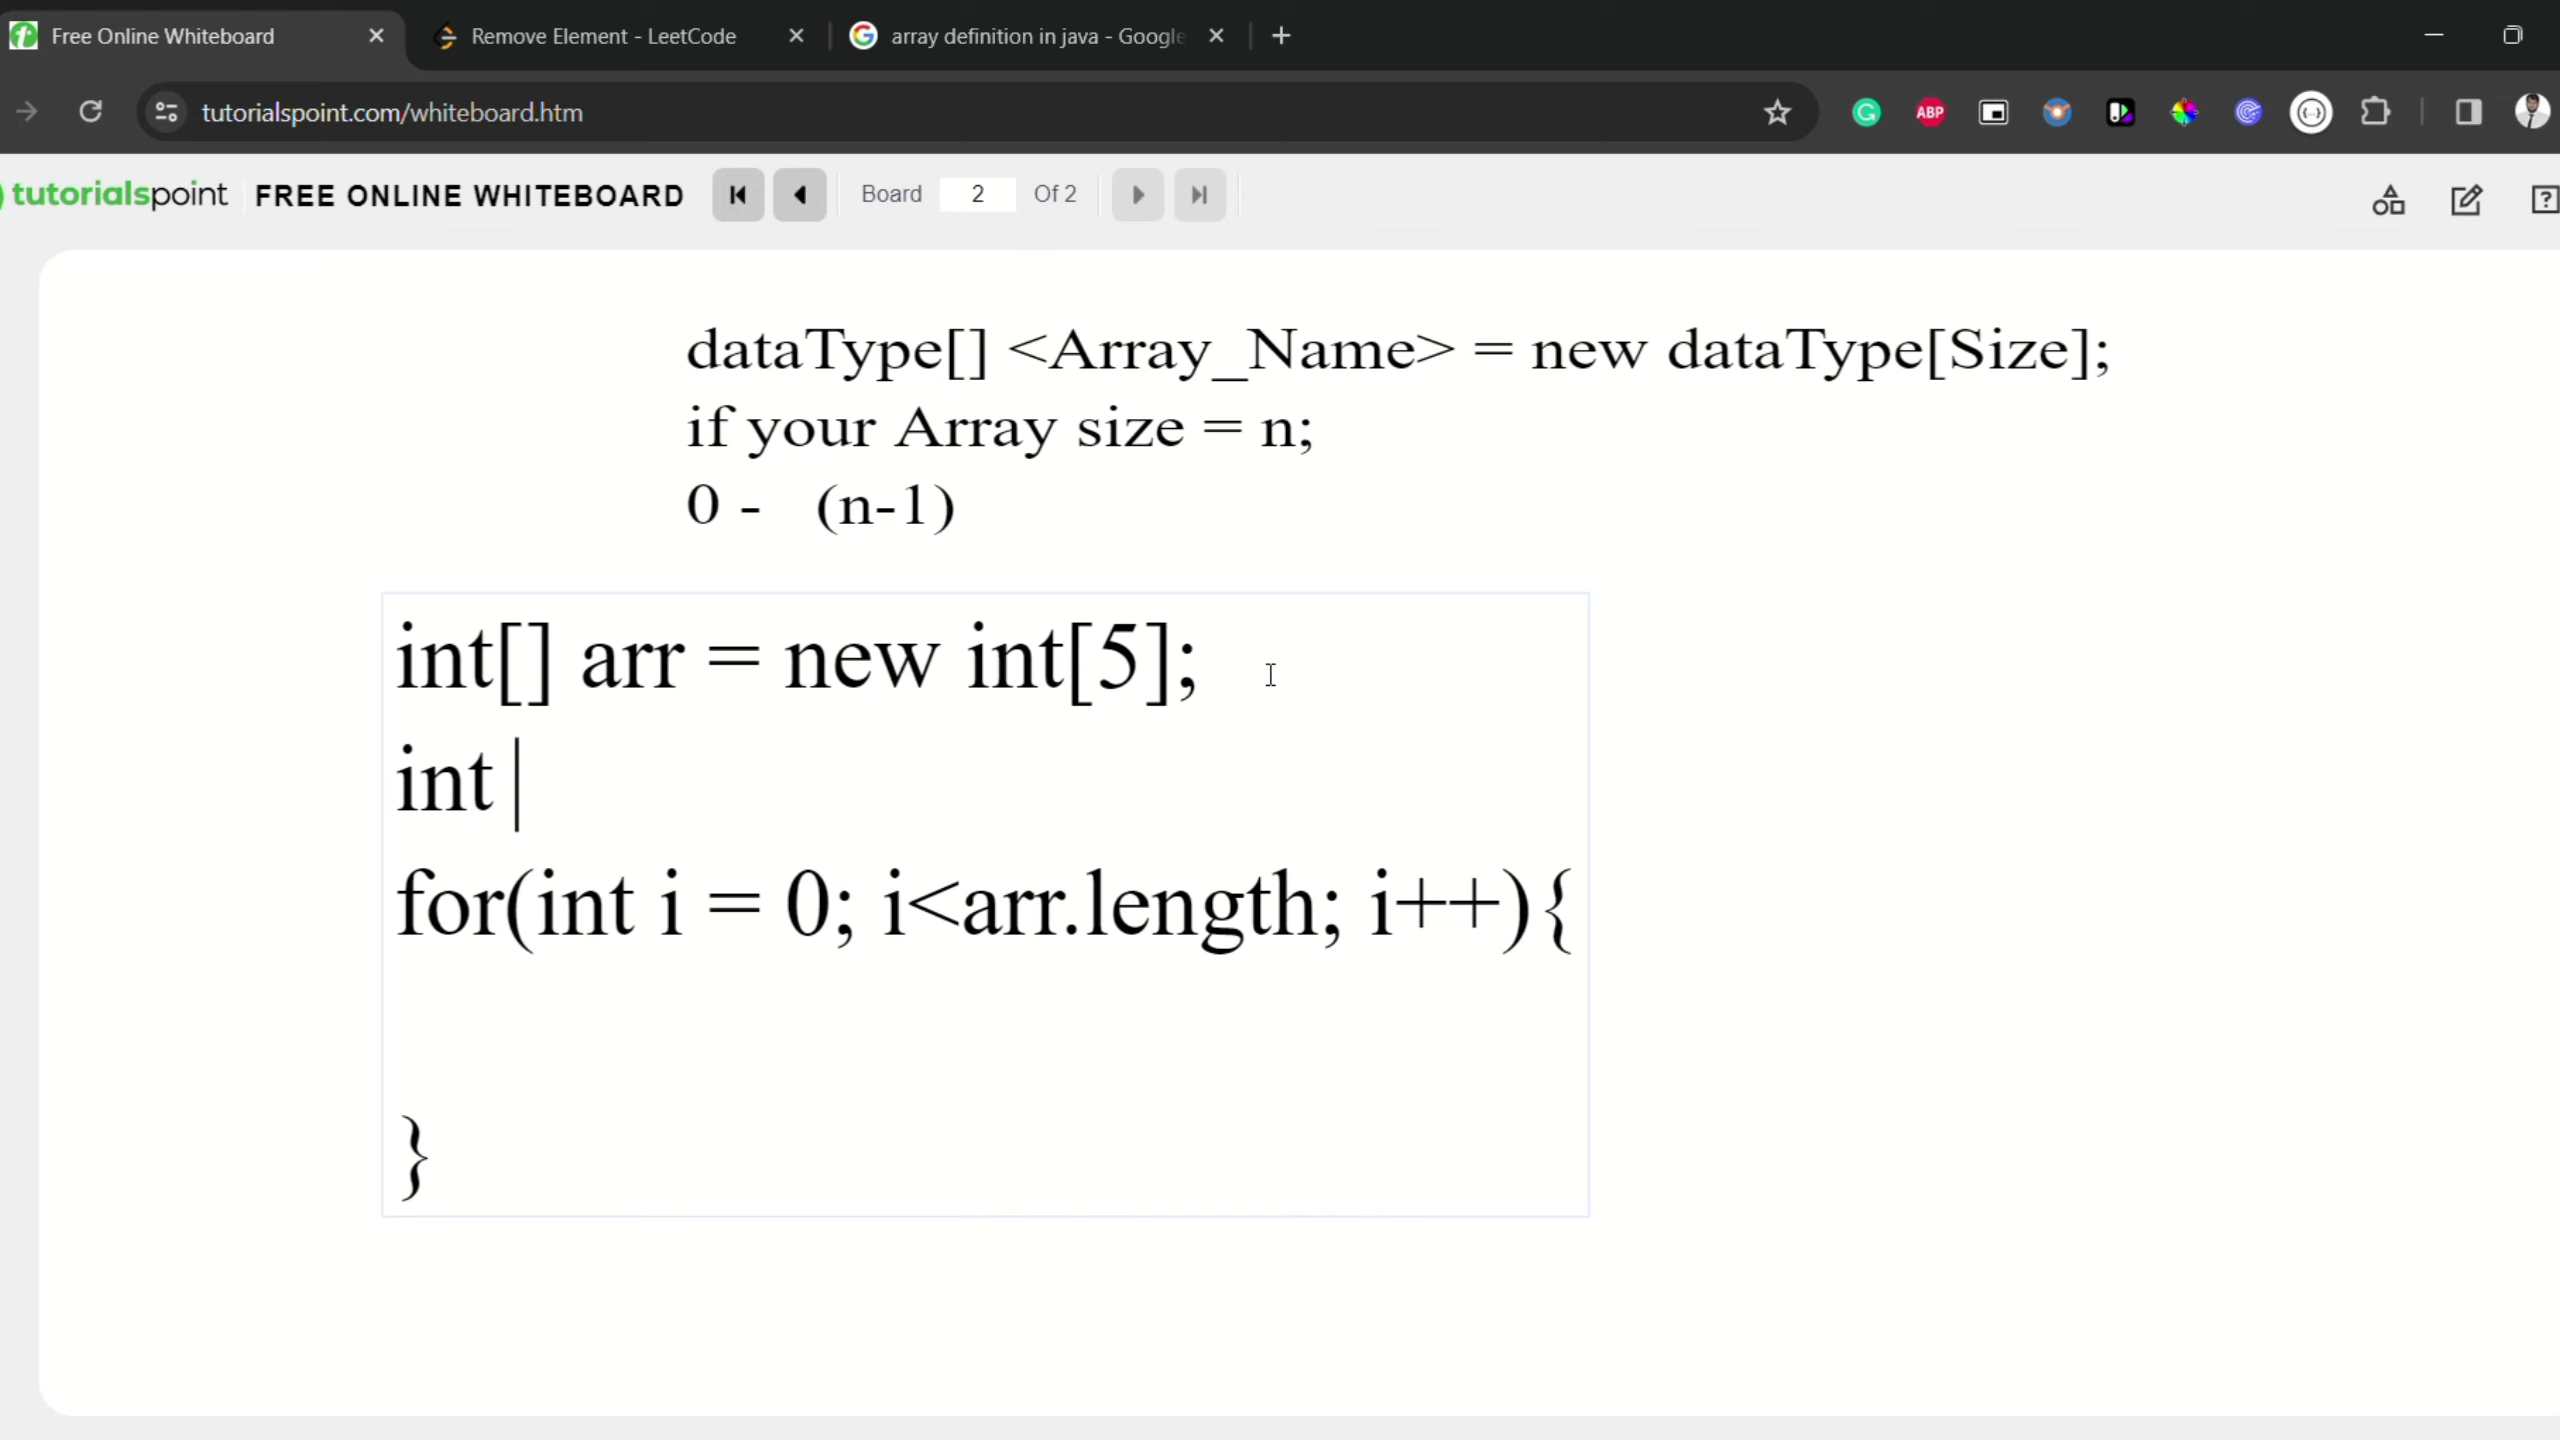 Free Online Whiteboard
Remove Element - LeetCode
array definition in java - Google
tutorialspoint.com/whiteboard.htm
ABP
tutorialspoint FREE ONLINE WHITEBOARD Board 2 Of 2
dataType[] <Array_Name> = new dataType[Size];
if your Array size = n;
0 - (n-1)
int[] arr = new int[5];
int
for(int i = 0; i<arr.length; i++){
}